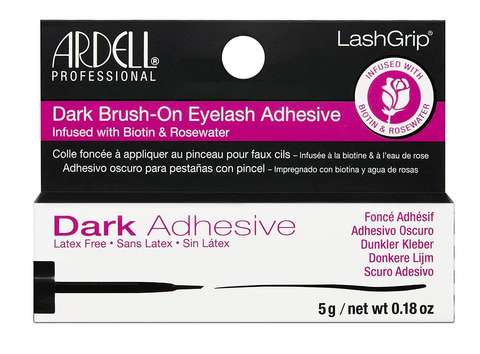 ARDELL®
PROFESSIONAL
LashGrip®
INFUSED WITH
BIOTIN & ROSEWATER
Dark Brush-On Eyelash Adhesive
Infused with Biotin & Rosewater
Colle foncée à appliquer au pinceau pour faux cils – Infusée à la biotine & à l'eau de rose
Adhesivo oscuro para pestañas con pincel – Impregnado con biotina y agua de rosas
Dark Adhesive
Latex Free • Sans Latex • Sin Látex
Foncé Adhésif
Adhesivo Oscuro
Dunkler Kleber
Donkere Lijm
Scuro Adesivo
5 g / net wt 0.18 oz